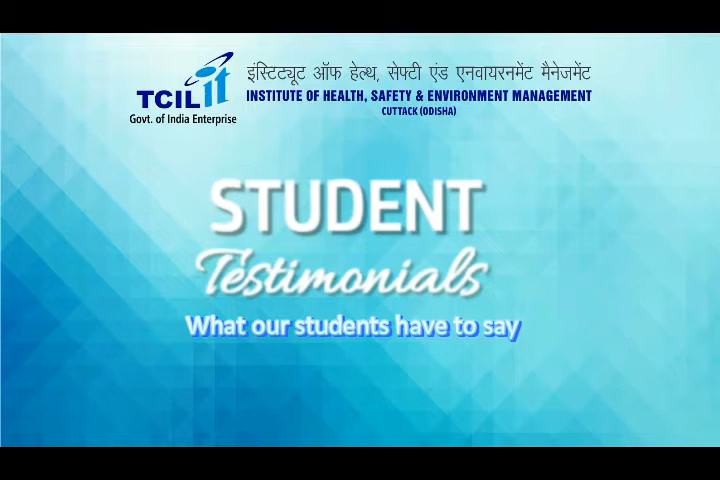 TCIL it
Govt. of India Enterprise
इंस्टिट्यूट ऑफ हेल्थ, सेफ्टी एंड एनवायरनमेंट मैनेजमेंट
INSTITUTE OF HEALTH, SAFETY & ENVIRONMENT MANAGEMENT
CUTTACK (ODISHA)
STUDENT
Testimonials
What our students have to say